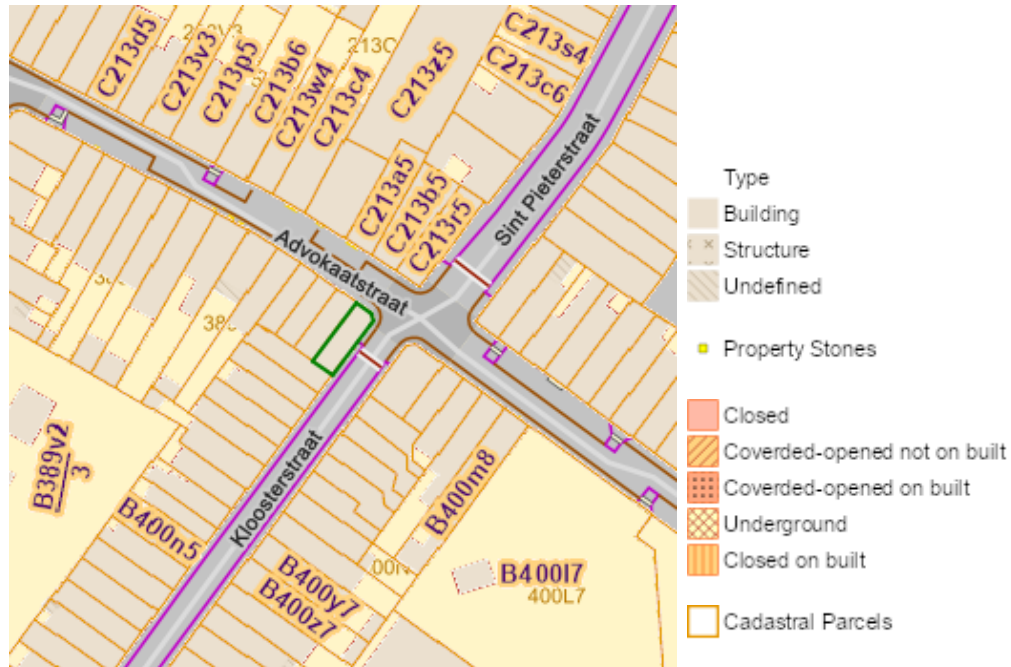 C213d5
C213v3
C213p5
C213b6
C213w4
C213c4
C213z5
C213s4
C213c6
C213a5
C213b5
C213r5
Sint Pieterstraat
Advokaatstraat
Kloosterstraat
B389v2
3
B400n5
B400m8
B400y7
B400z7
B400l7
400L7
Type
Building
Structure
Undefined
Property Stones
Closed
Coverded-opened not on built
Coverded-opened on built
Underground
Closed on built
Cadastral Parcels